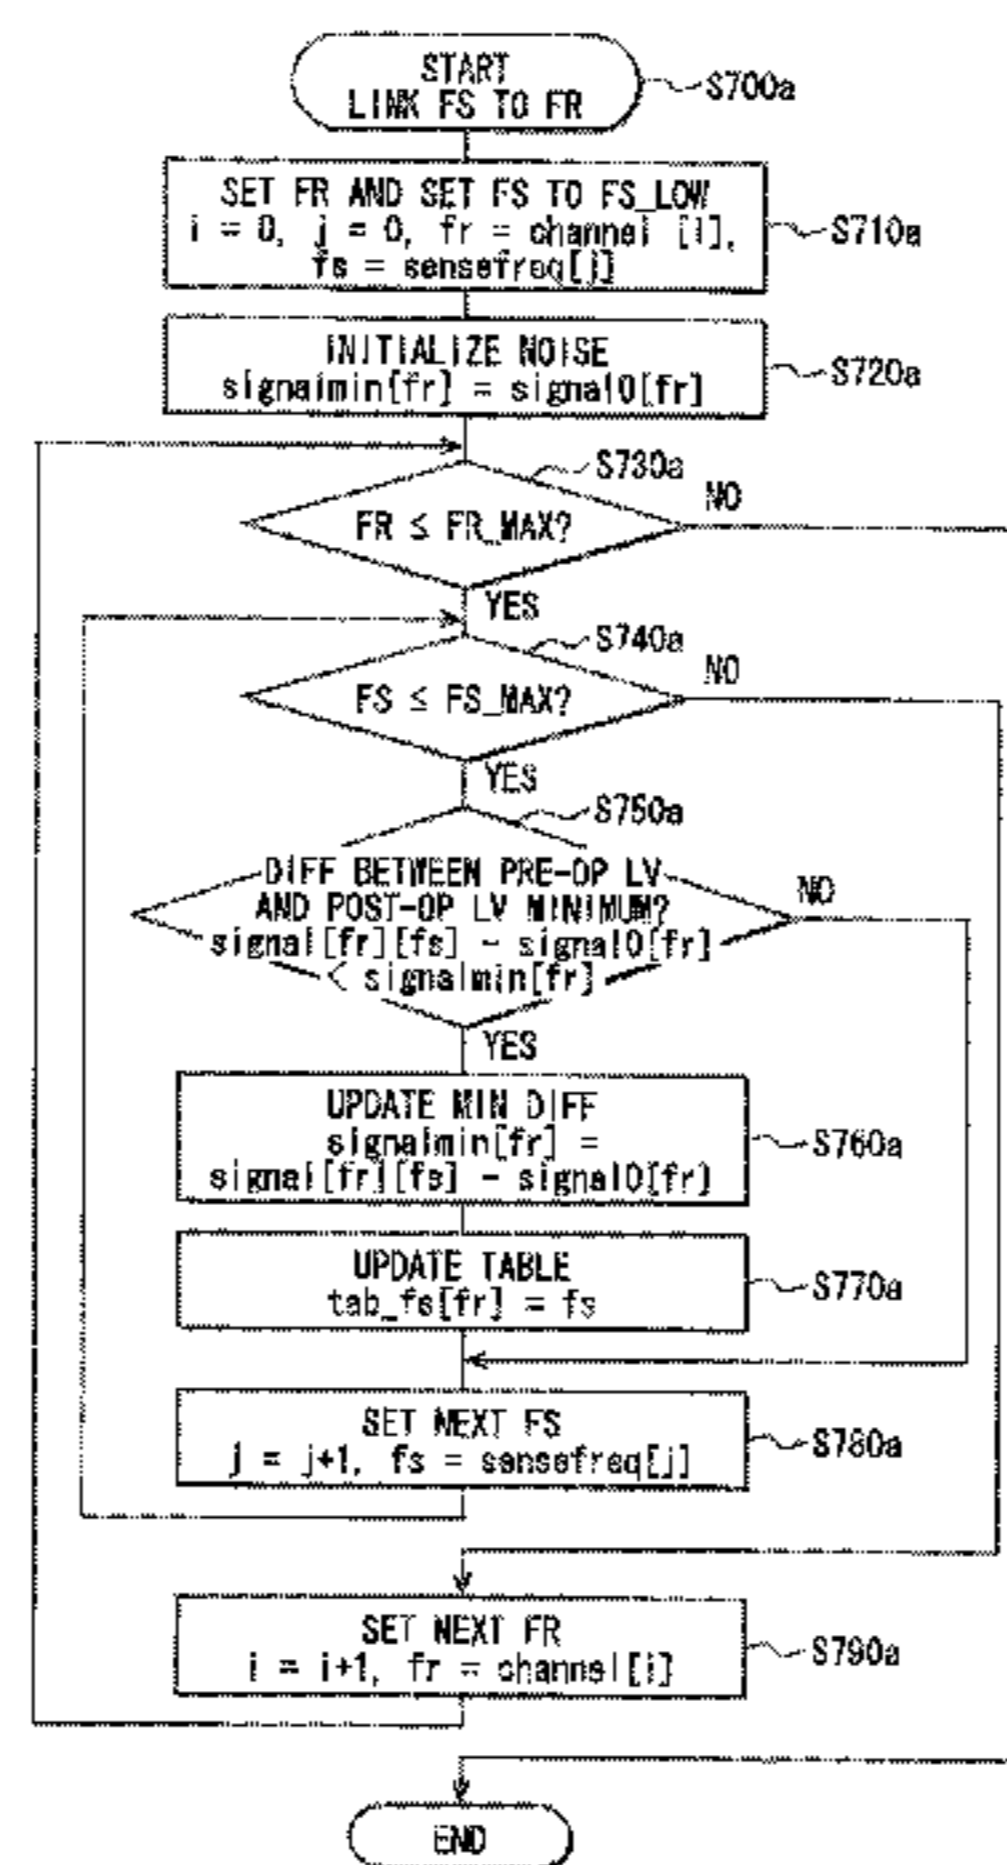 START
LINK FS TO FR
S700a
SET FR AND SET FS TO FS_LOW
i = 0, j = 0, fr = channel [i],
fs = sensefreq[j]
S710a
INITIALIZE NOISE
signalmin[fr] = signal0[fr]
S720a
S730a
FR ≤ FR_MAX?
NO
YES
S740a
FS ≤ FS_MAX?
NO
YES
S750a
DIFF BETWEEN PRE-OP LV
AND POST-OP LV MINIMUM?
signal[fr][fs] - signal0[fr]
< signalmin[fr]
NO
YES
UPDATE MIN DIFF
signalmin[fr] =
signal[fr][fs] - signal0[fr]
S760a
UPDATE TABLE
tab_fs[fr] = fs
S770a
SET NEXT FS
j = j+1, fs = sensefreq[j]
S780a
SET NEXT FR
i = i+1, fr = channel[i]
S790a
END